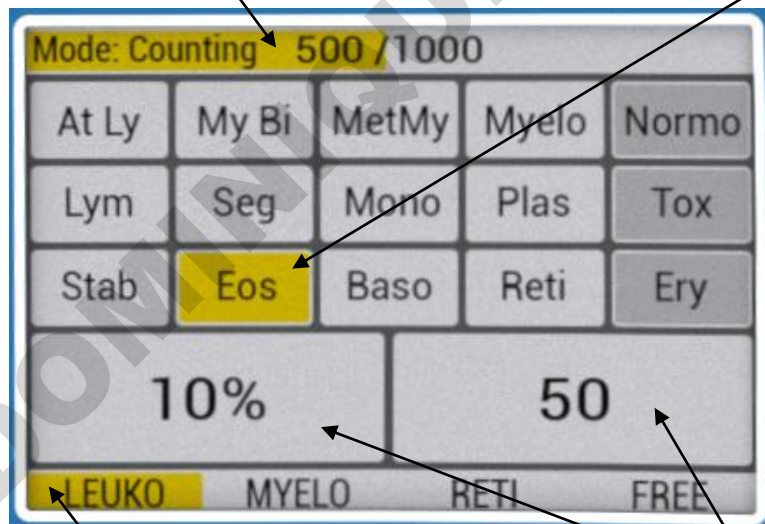 Mode: Counting 500 /1000
At Ly My Bi MetMy Myelo Normo
Lym Seg Mono Plas Tox
Stab Eos Baso Reti Ery
10% 50
LEUKO MYELO RETI FREE
DOMINIQU